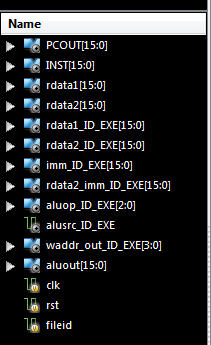 Name
PCOUT[15:0]
INST[15:0]
rdata1[15:0]
rdata2[15:0]
rdata1_ID_EXE[15:0]
rdata2_ID_EXE[15:0]
imm_ID_EXE[15:0]
rdata2_imm_ID_EXE[15:0]
aluop_ID_EXE[2:0]
alusrc_ID_EXE
waddr_out_ID_EXE[3:0]
aluout[15:0]
clk
rst
fileid